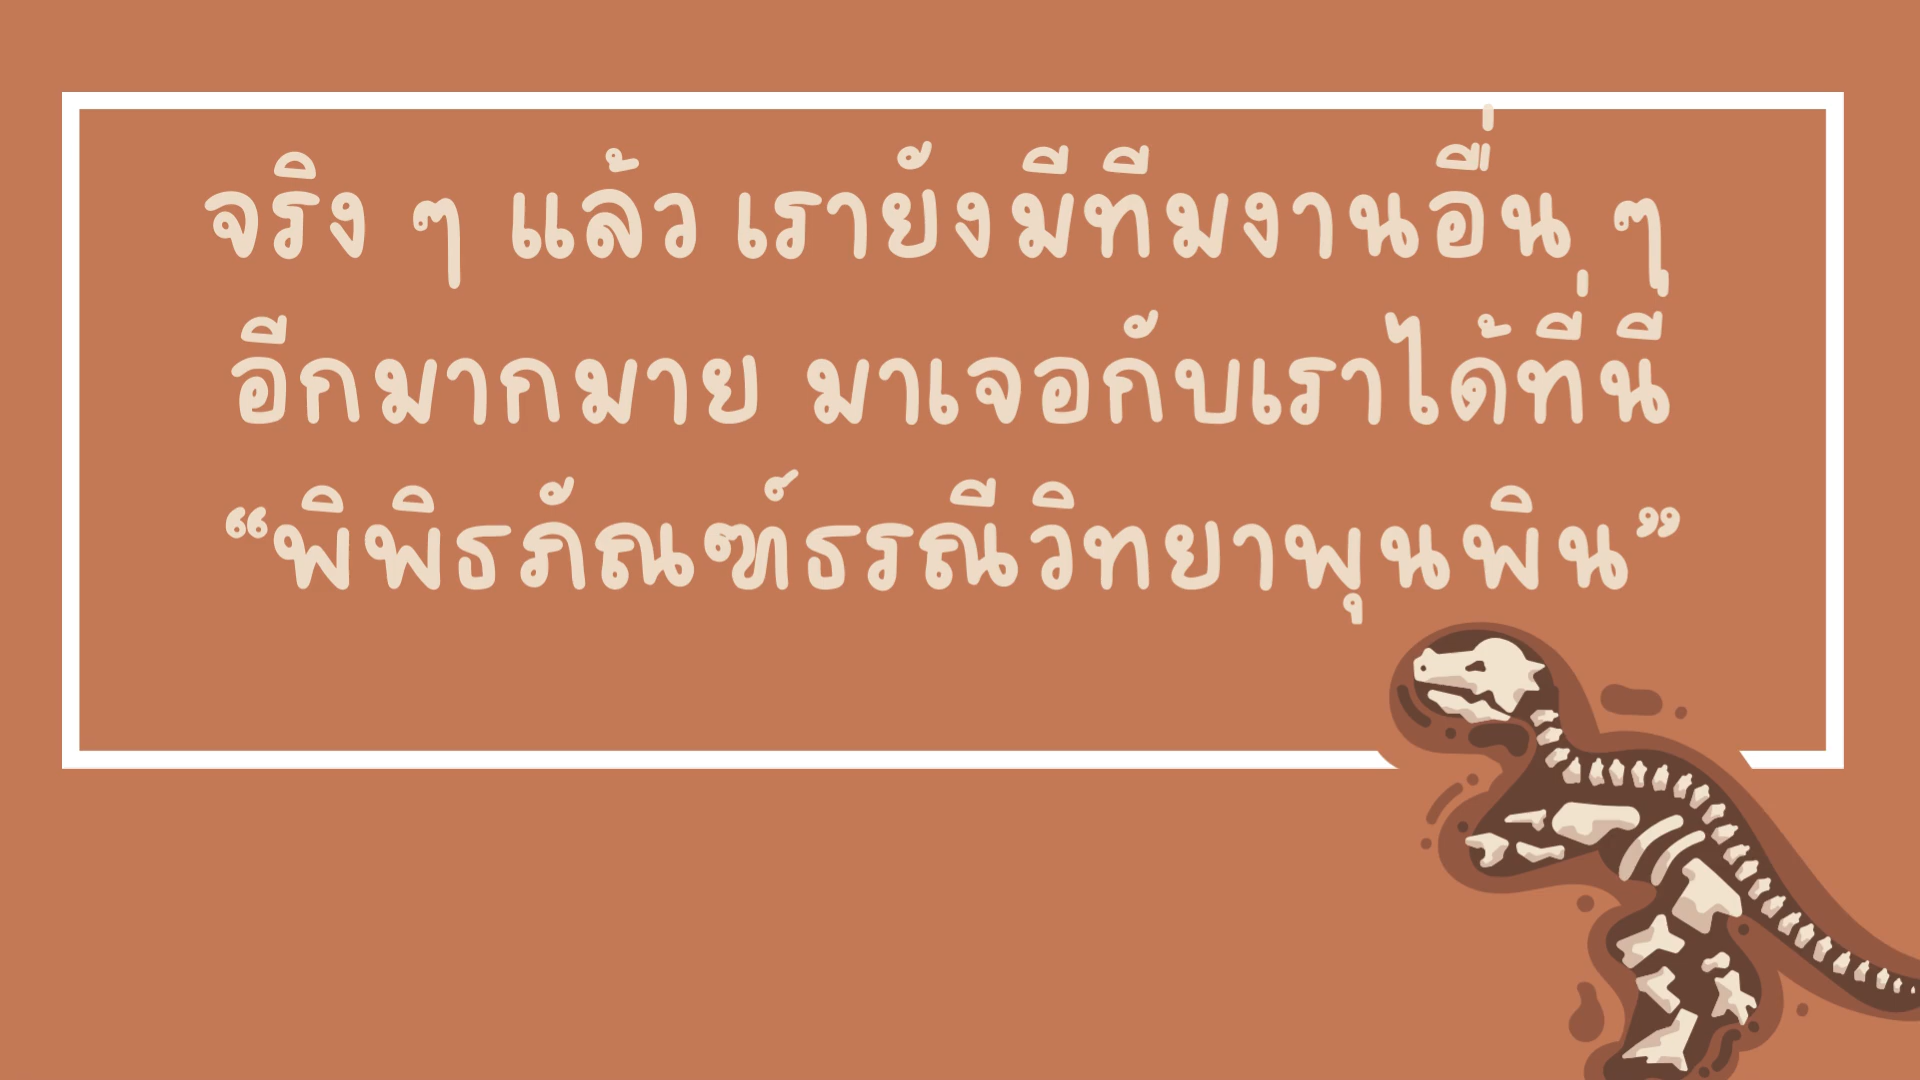 จริง ๆ แล้ว เรายังมีทีมงานอื่น ๆ
อีกมากมาย มาเจอกับเราได้ที่นี่
“พิพิธภัณฑ์ธรณีวิทยาพุนพิน”